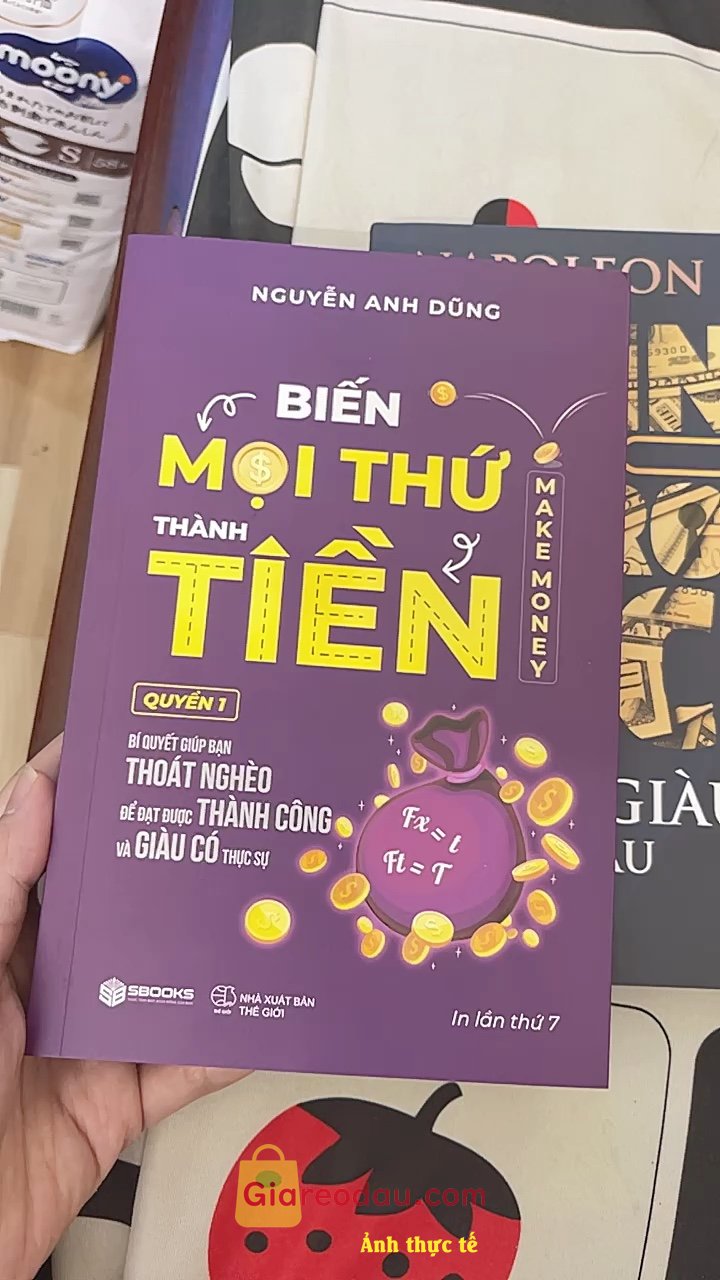 moony
S 58
NAPOLEON
NGUYỄN ANH DŨNG
BIẾN
MỌI THỨ
THÀNH
TIỀN
MAKE MONEY
QUYỂN 1
BÍ QUYẾT GIÚP BẠN
THOÁT NGHÈO
ĐỂ ĐẠT ĐƯỢC THÀNH CÔNG
VÀ GIÀU CÓ THỰC SỰ
Fx = t
Ft = T
GIÀU
SBOOKS
NHÀ XUẤT BẢN
THẾ GIỚI
In lần thứ 7
Giareodau.com
Ảnh thực tế